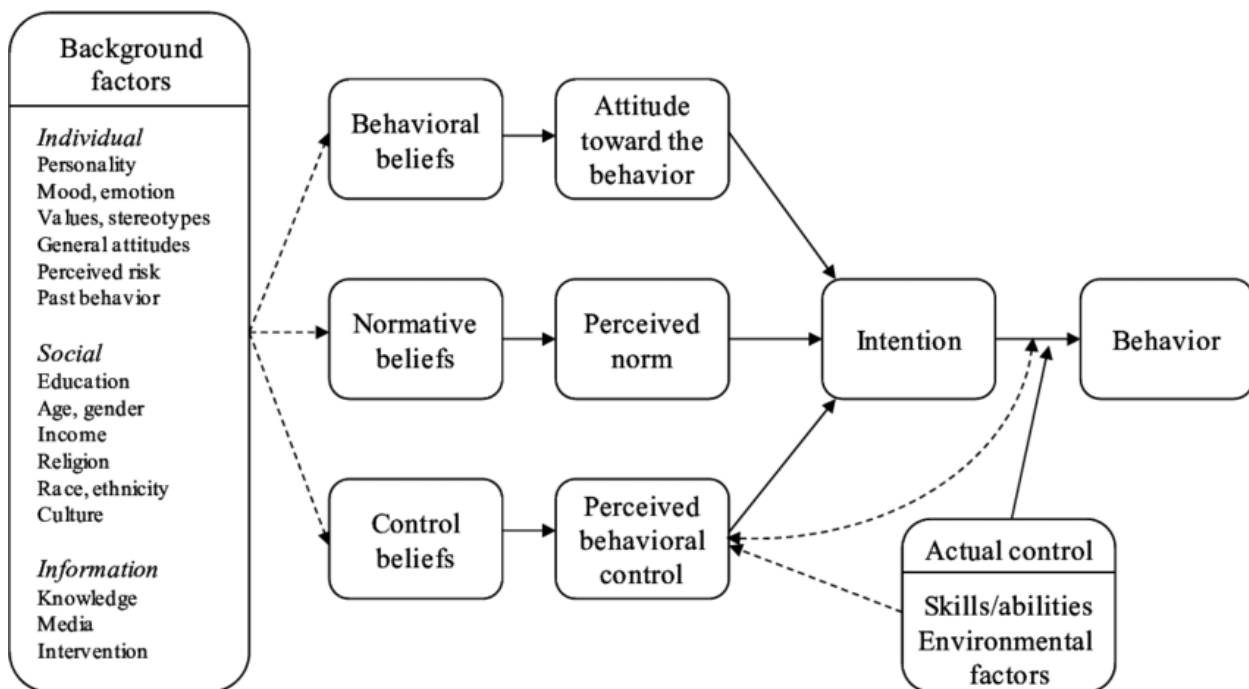 Background
factors
Individual
Personality
Mood, emotion
Values, stereotypes
General attitudes
Perceived risk
Past behavior
Social
Education
Age, gender
Income
Religion
Race, ethnicity
Culture
Information
Knowledge
Media
Intervention
Behavioral
beliefs
Attitude
toward the
behavior
Normative
beliefs
Perceived
norm
Intention
Behavior
Control
beliefs
Perceived
behavioral
control
Actual control
Skills/abilities
Environmental
factors